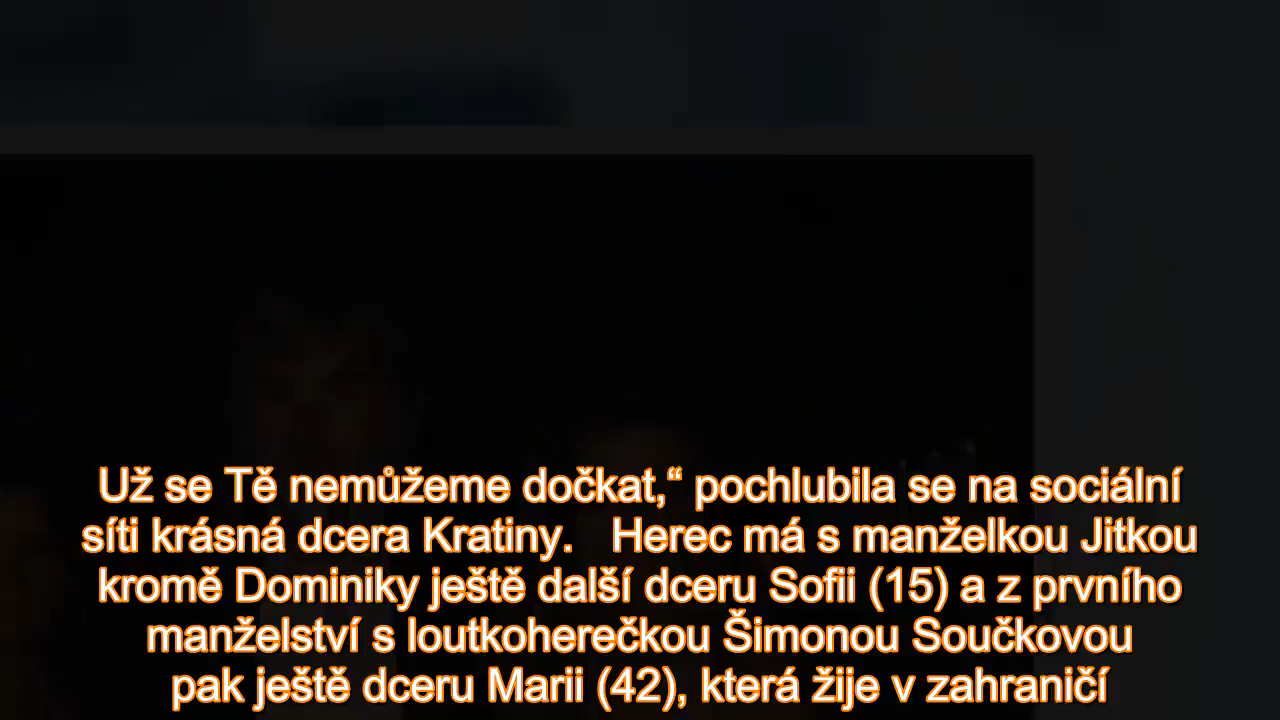 Už se Tě nemůžeme dočkat,“ pochlubila se na sociální
síti krásná dcera Kratiny.   Herec má s manželkou Jitkou
kromě Dominiky ještě další dceru Sofii (15) a z prvního
manželství s loutkoherečkou Šimonou Součkovou
pak ještě dceru Marii (42), která žije v zahraničí